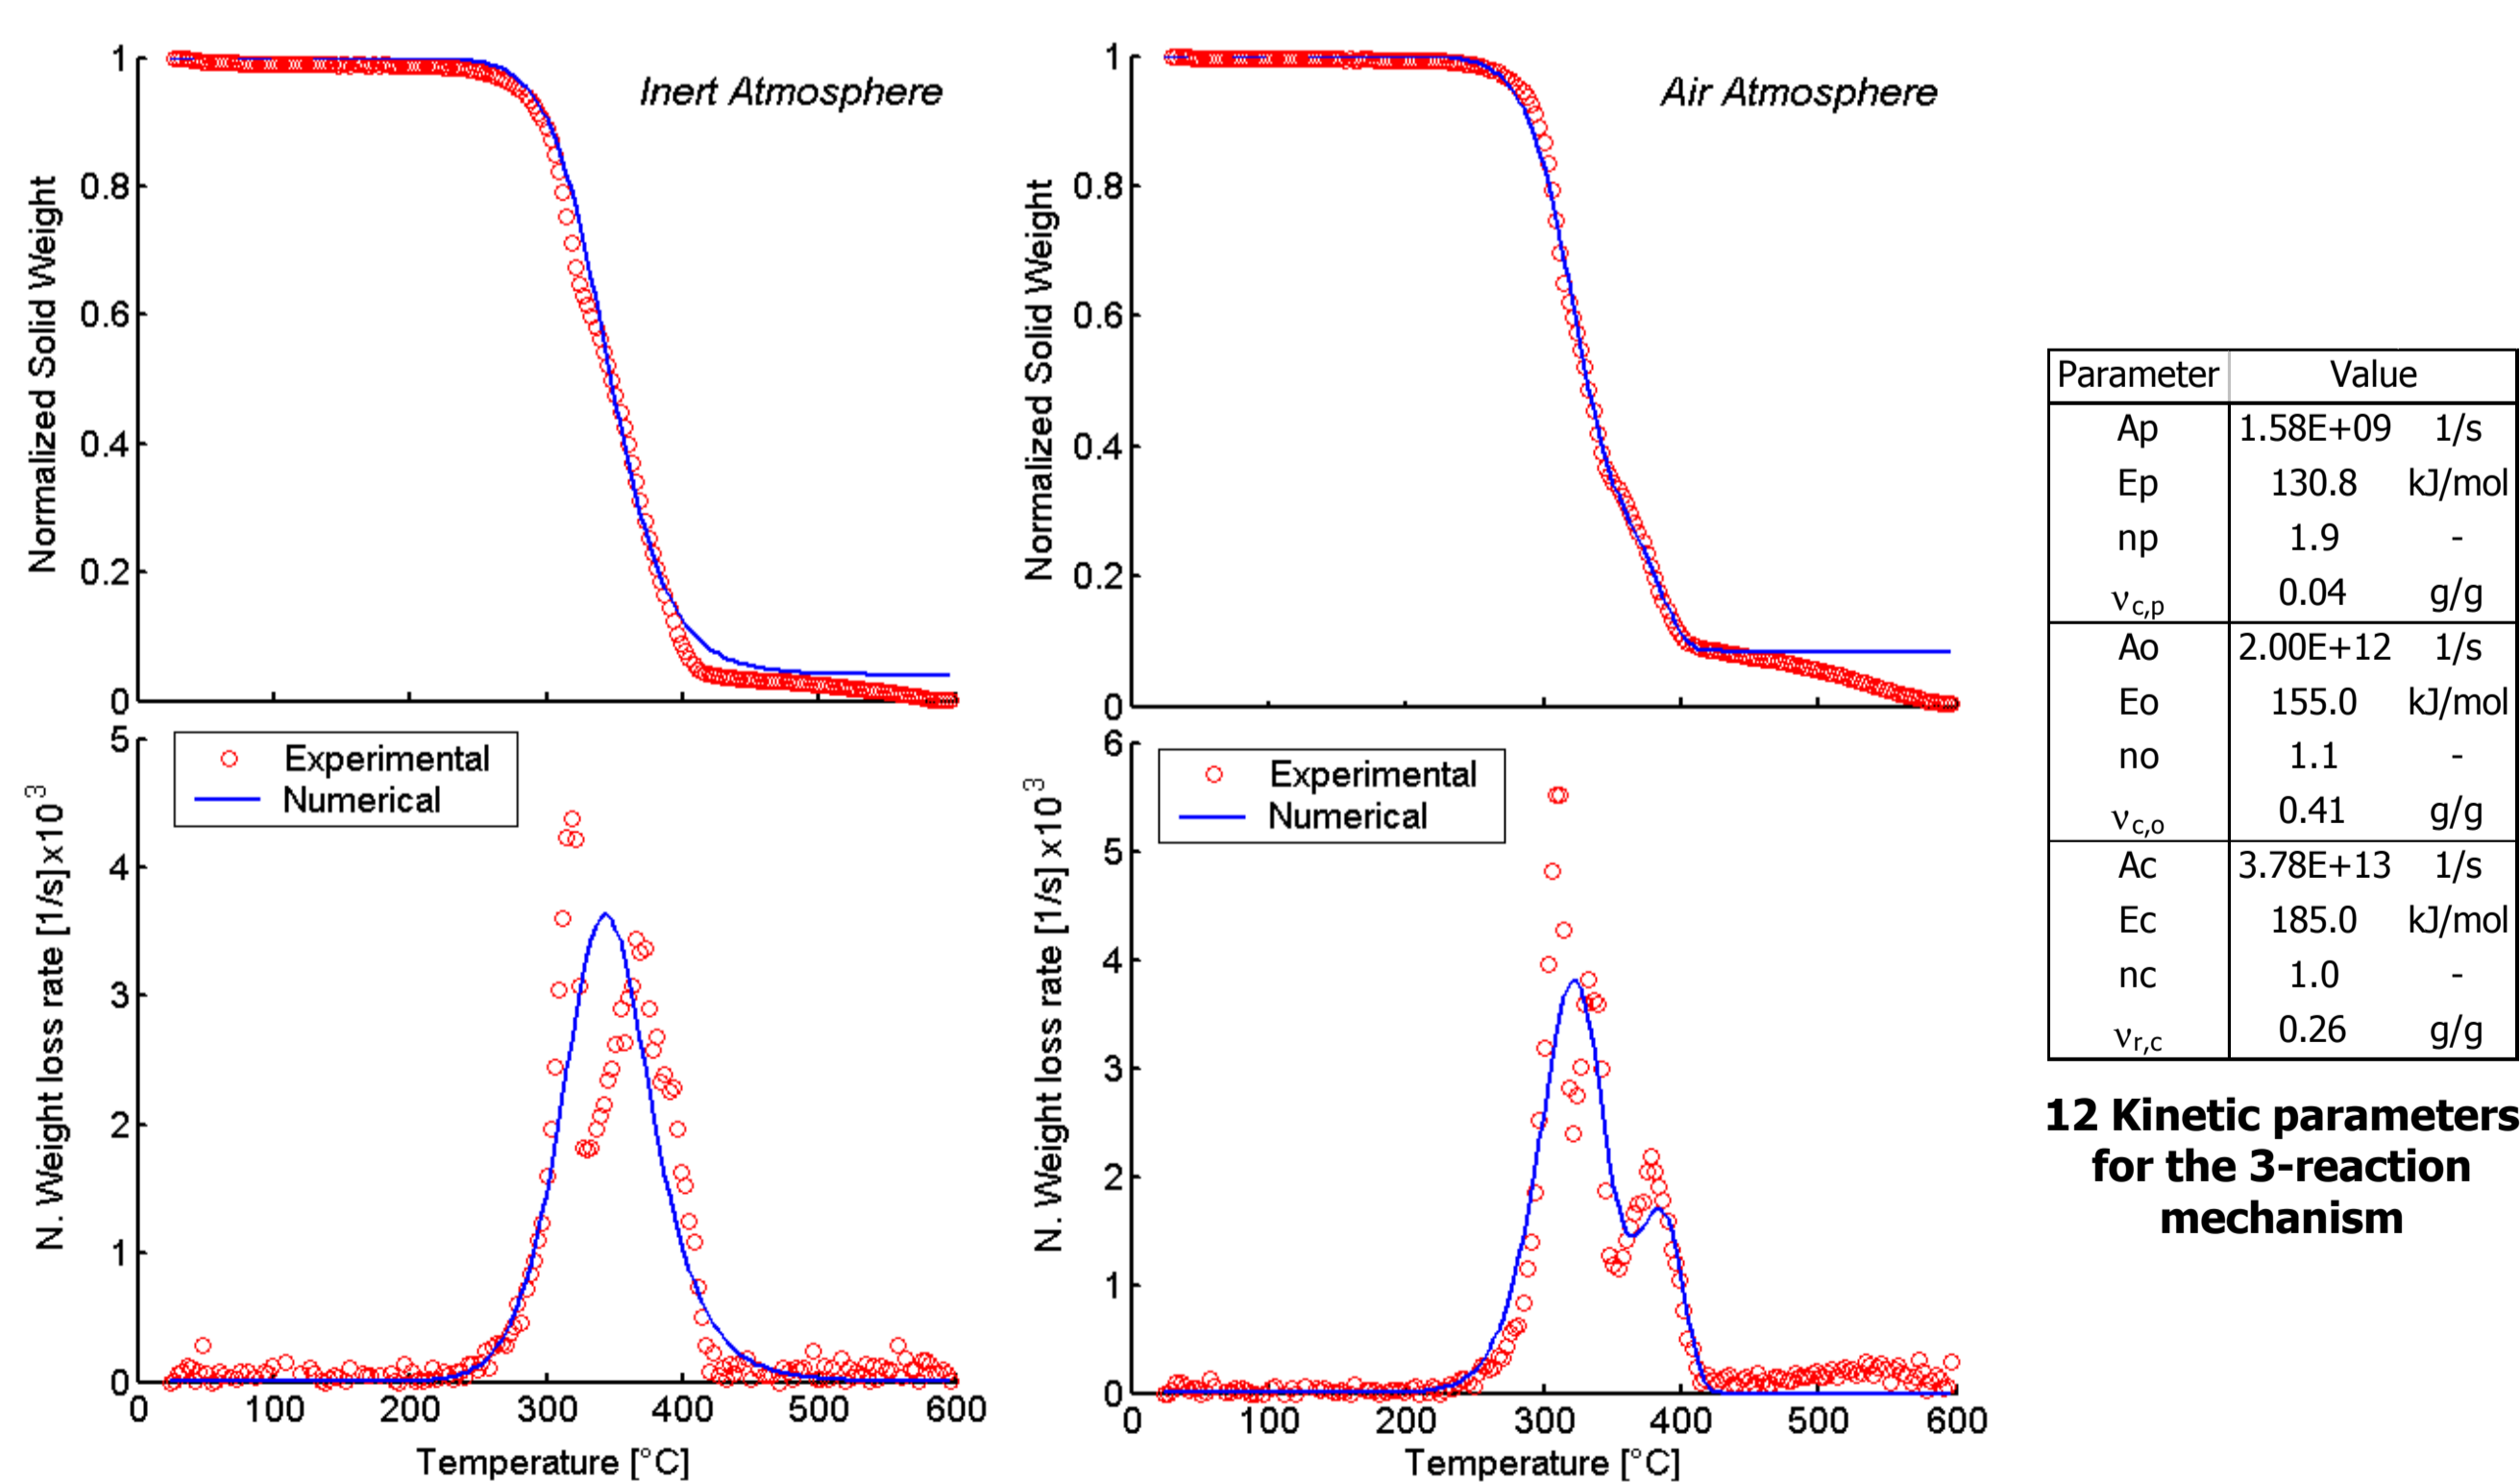 Inert Atmosphere
Normalized Solid Weight
1
0.8
0.6
0.4
0.2
0
Experimental
Numerical
N. Weight loss rate [1/s]x10³
5
4
3
2
1
0
0 100 200 300 400 500 600
Temperature [°C]
Air Atmosphere
Normalized Solid Weight
1
0.8
0.6
0.4
0.2
0
Experimental
Numerical
N. Weight loss rate [1/s] x10³
6
5
4
3
2
1
0
0 100 200 300 400 500 600
Temperature [°C]
Parameter Value
Ap 1.58E+09 1/s
Ep 130.8 kJ/mol
np 1.9 -
νc,p 0.04 g/g
Ao 2.00E+12 1/s
Eo 155.0 kJ/mol
no 1.1 -
νc,o 0.41 g/g
Ac 3.78E+13 1/s
Ec 185.0 kJ/mol
nc 1.0 -
νr,c 0.26 g/g
12 Kinetic parameters
for the 3-reaction
mechanism